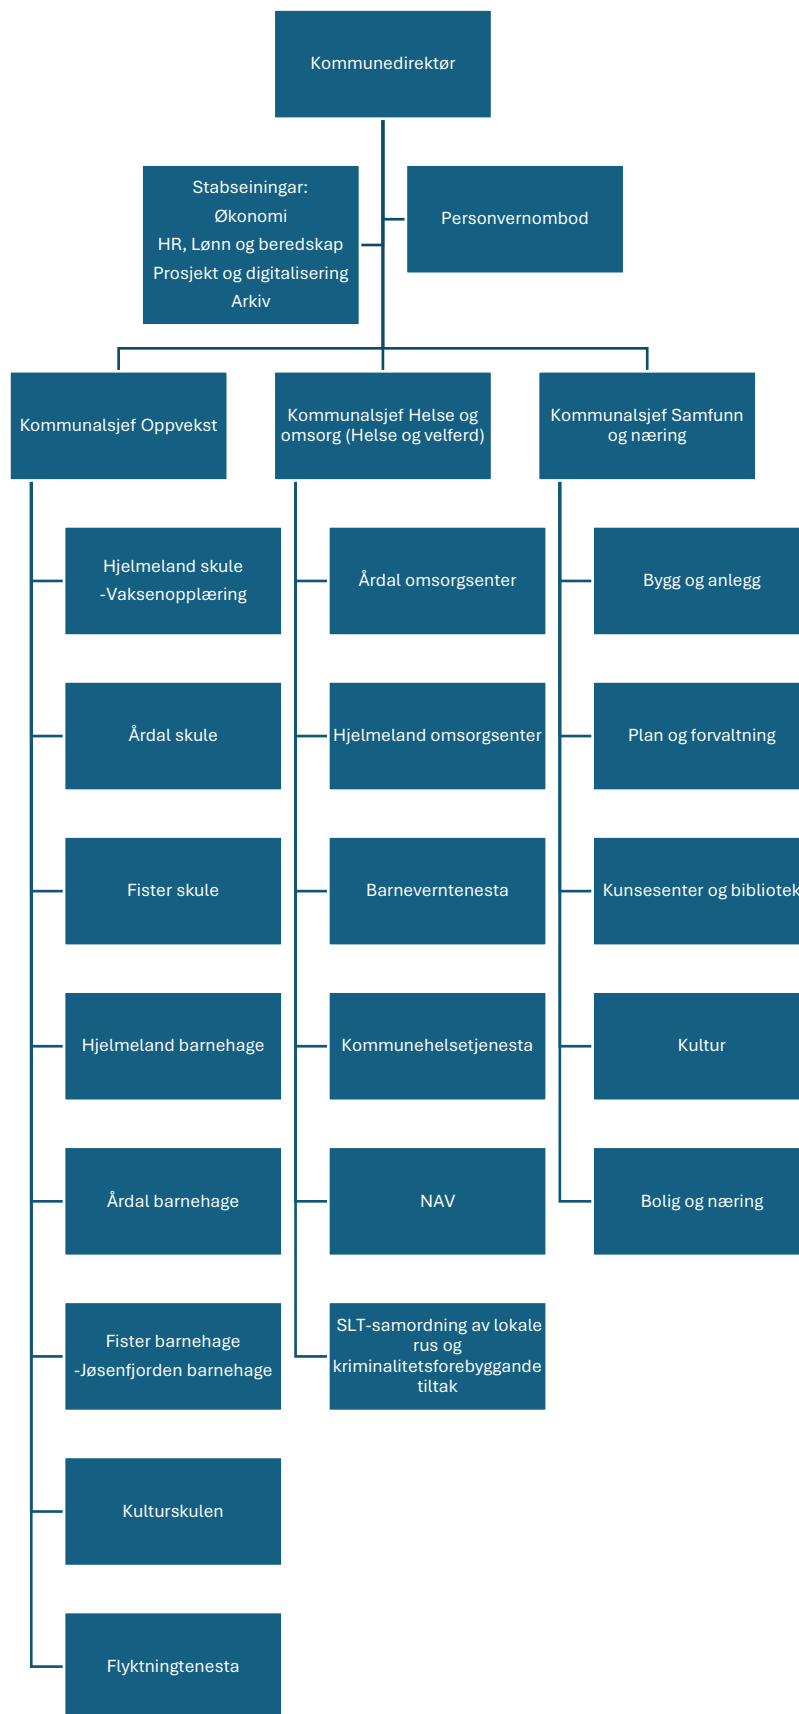 Kommunedirektør
Stabseiningar:
Økonomi
HR, Lønn og beredskap
Prosjekt og digitalisering
Arkiv
Personvernombod
Kommunalsjef Oppvekst
Kommunalsjef Helse og
omsorg (Helse og velferd)
Kommunalsjef Samfunn
og næring
Hjelmeland skule
-Vaksenopplæring
Årdal skule
Fister skule
Hjelmeland barnehage
Årdal barnehage
Fister barnehage
-Jøsenfjorden barnehage
Kulturskulen
Flyktningtenesta
Årdal omsorgsenter
Hjelmeland omsorgsenter
Barneverntenesta
Kommunehelsetjenesta
NAV
SLT-samordning av lokale
rus og
kriminalitetsforebyggande
tiltak
Bygg og anlegg
Plan og forvaltning
Kunsesenter og bibliotek
Kultur
Bolig og næring